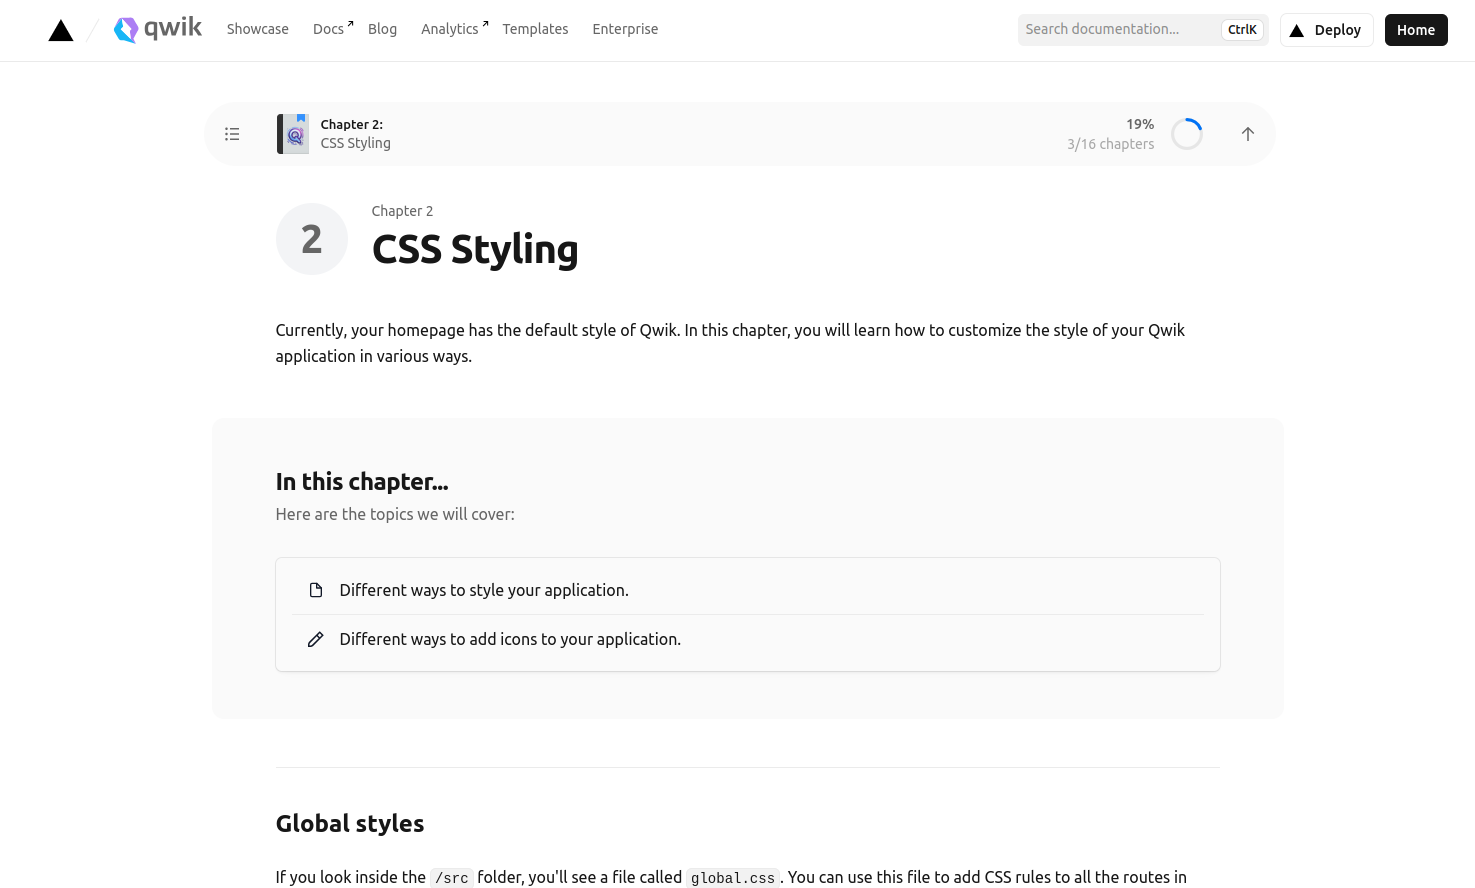 qwik
Showcase
Docs
Blog
Analytics
Templates
Enterprise
Search documentation...
CtrlK
Deploy
Home
Chapter 2:
CSS Styling
19%
3/16 chapters
2
Chapter 2
CSS Styling
Currently, your homepage has the default style of Qwik. In this chapter, you will learn how to customize the style of your Qwik
application in various ways.
In this chapter...
Here are the topics we will cover:
Different ways to style your application.
Different ways to add icons to your application.
Global styles
If you look inside the /src folder, you'll see a file called global.css. You can use this file to add CSS rules to all the routes in